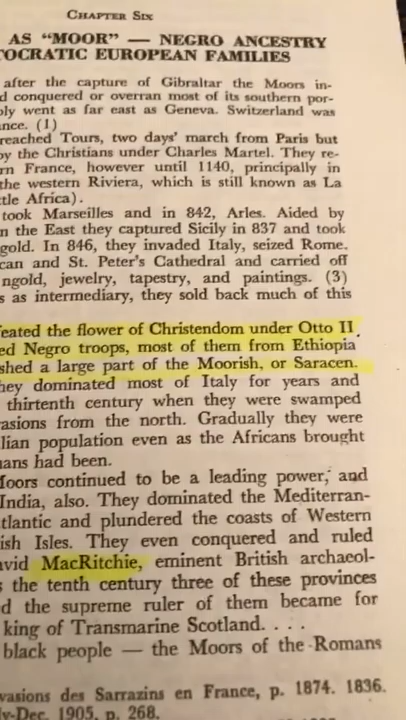 CHAPTER SIX
AS "MOOR" — NEGRO ANCESTRY
TOCRATIC EUROPEAN FAMILIES
after the capture of Gibraltar the Moors in-
d conquered or overran most of its southern por-
bly went as far east as Geneva. Switzerland was
ance. (1)
reached Tours, two days' march from Paris but
by the Christians under Charles Martel. They re-
rn France, however until 1140, principally in
the western Riviera, which is still known as La
tle Africa).
took Marseilles and in 842, Arles. Aided by
n the East they captured Sicily in 837 and took
gold. In 846, they invaded Italy, seized Rome.
can and St. Peter's Cathedral and carried off
ngold, jewelry, tapestry, and paintings. (3)
s as intermediary, they sold back much of this
feated the flower of Christendom under Otto II.
ed Negro troops, most of them from Ethiopia
shed a large part of the Moorish, or Saracen.
hey dominated most of Italy for years and
thirtenth century when they were swamped
asions from the north. Gradually they were
lian population even as the Africans brought
mans had been.
Moors continued to be a leading power, and
India, also. They dominated the Mediterran-
tlantic and plundered the coasts of Western
ish Isles. They even conquered and ruled
avid MacRitchie, eminent British archaeol-
s the tenth century three of these provinces
d the supreme ruler of them became for
king of Transmarine Scotland. . . .
black people — the Moors of the Romans
vasions des Sarrazins en France, p. 1874. 1836.
ly-Dec. 1905, p. 268.